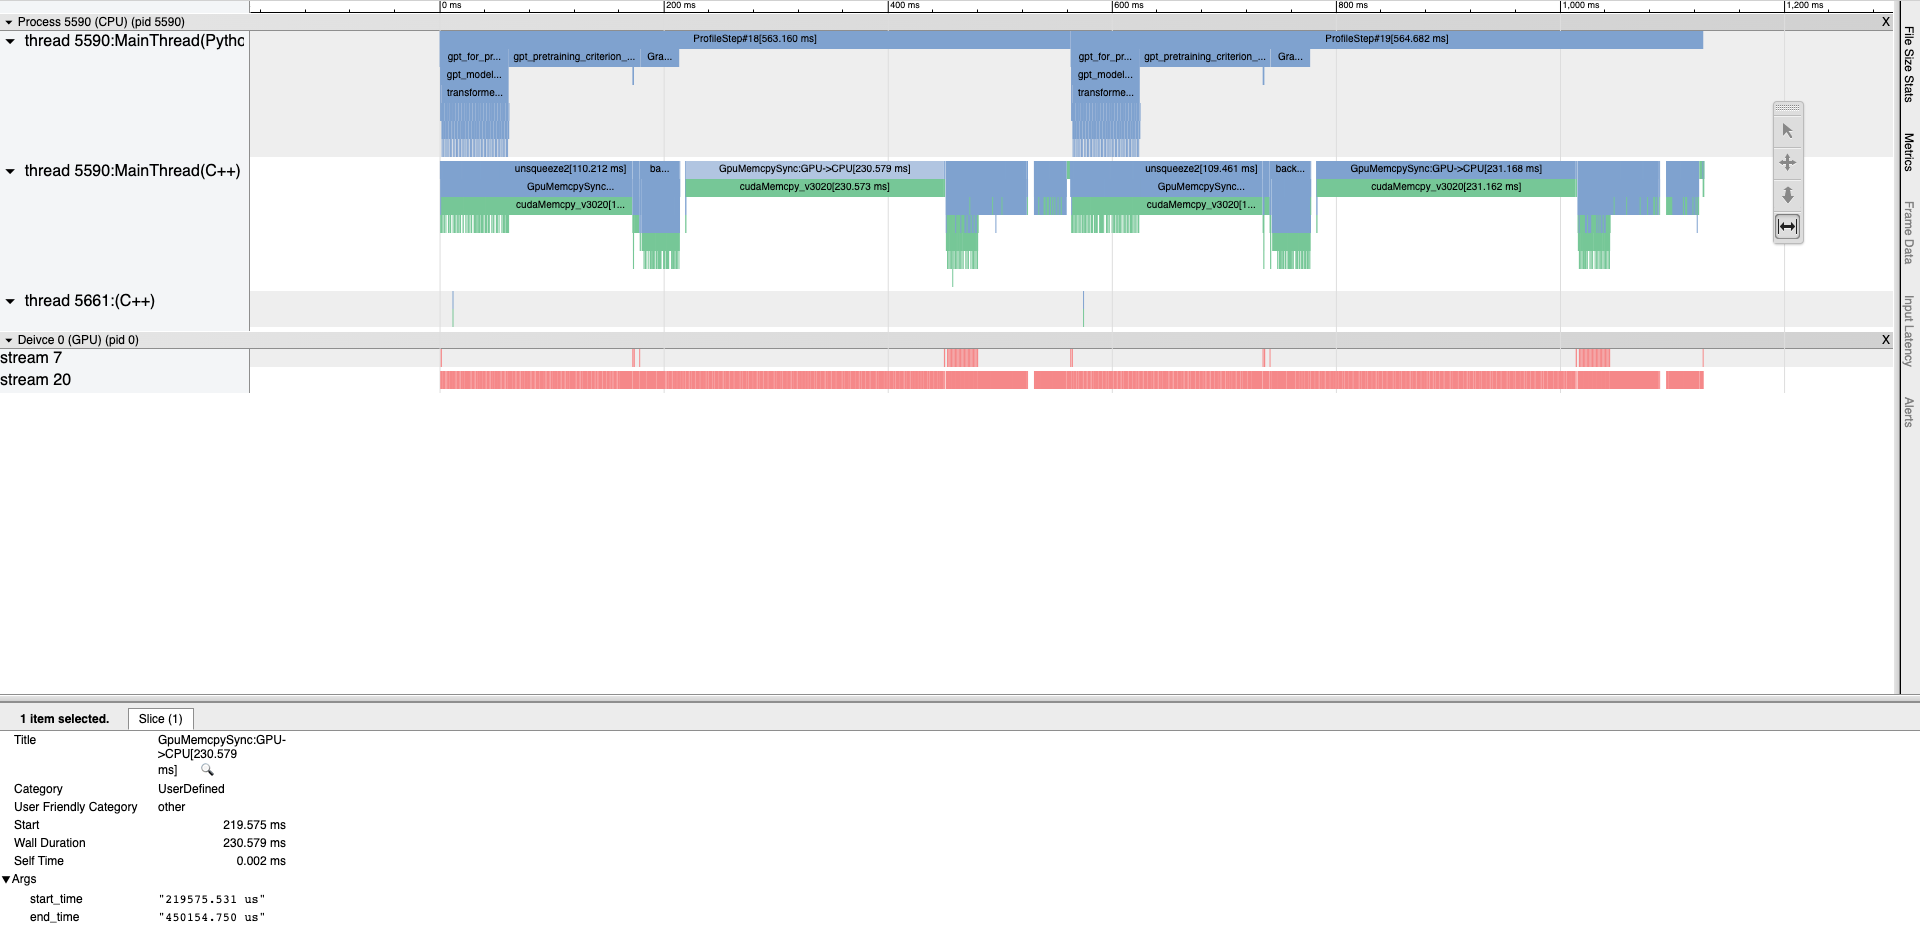 0 ms
200 ms
400 ms
600 ms
800 ms
1,000 ms
1,200 ms
Process 5590 (CPU) (pid 5590)
X
thread 5590:MainThread(Pythc
ProfileStep#18[563.160 ms]
ProfileStep#19[564.682 ms]
gpt_for_pr...
gpt_pretraining_criterion_...
Gra...
gpt_for_pr...
gpt_pretraining_criterion_...
Gra...
gpt_model...
gpt_model...
transforme...
transforme...
thread 5590:MainThread(C++)
unsqueeze2[110.212 ms]
ba...
GpuMemcpySync:GPU->CPU[230.579 ms]
unsqueeze2[109.461 ms]
back...
GpuMemcpySync:GPU->CPU[231.168 ms]
GpuMemcpySync...
cudaMemcpy_v3020[230.573 ms]
GpuMemcpySync...
cudaMemcpy_v3020[231.162 ms]
cudaMemcpy_v3020[1...
cudaMemcpy_v3020[1...
thread 5661:(C++)
Deivce 0 (GPU) (pid 0)
X
stream 7
stream 20
File Size Stats
Metrics
Frame Data
Input Latency
Alerts
1 item selected.
Slice (1)
Title
GpuMemcpySync:GPU-
>CPU[230.579
ms]
Category
UserDefined
User Friendly Category
other
Start
219.575 ms
Wall Duration
230.579 ms
Self Time
0.002 ms
▼Args
start_time
"219575.531 us"
end_time
"450154.750 us"